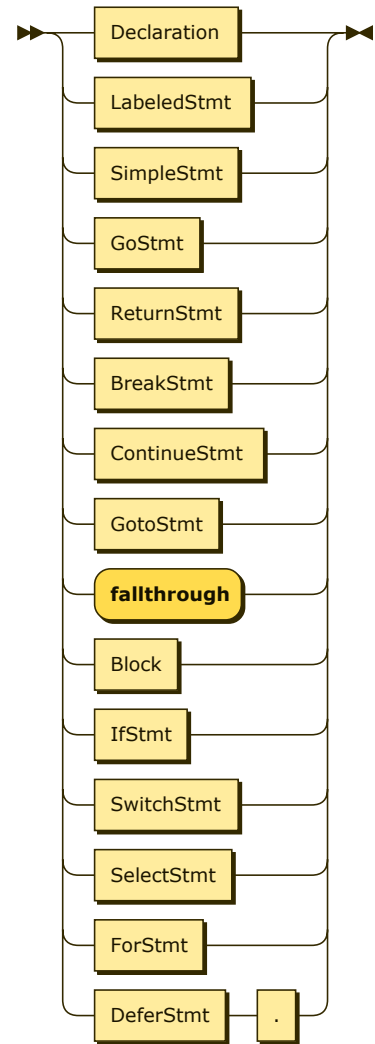 Declaration
LabeledStmt
SimpleStmt
GoStmt
ReturnStmt
BreakStmt
ContinueStmt
GotoStmt
fallthrough
Block
IfStmt
SwitchStmt
SelectStmt
ForStmt
DeferStmt .